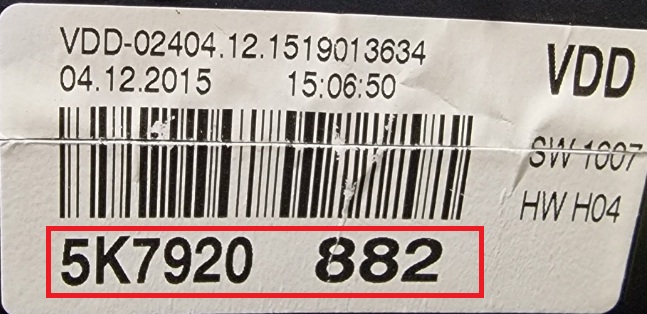 VDD-02404.12.1519013634
04.12.2015 15:06:50
VDD
SW 1007
HW H04
5K7920 882